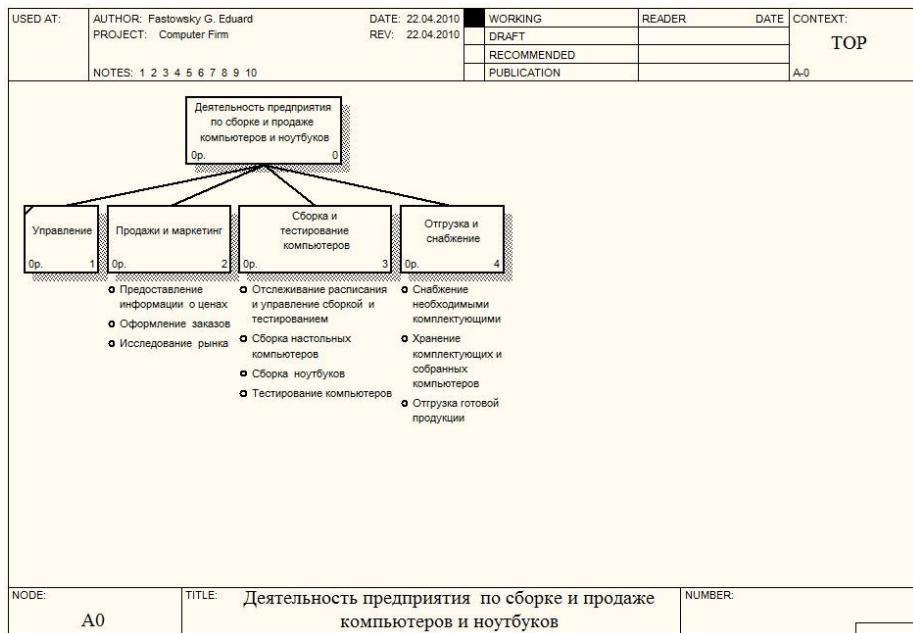 USED AT:
AUTHOR: Fastowsky G. Eduard
DATE: 22.04.2010
PROJECT: Computer Firm
REV: 22.04.2010
NOTES: 1 2 3 4 5 6 7 8 9 10
WORKING
DRAFT
RECOMMENDED
PUBLICATION
READER
DATE
CONTEXT:
TOP
A-0
Деятельность предприятия
по сборке и продаже
компьютеров и ноутбуков
0р. 0
Управление
0р. 1
Продажи и маркетинг
0р. 2
Сборка и
тестирование
компьютеров
0р. 3
Отгрузка и
снабжение
0р. 4
Предоставление
информации о ценах
Оформление заказов
Исследование рынка
Отслеживание расписания
и управление сборкой и
тестированием
Сборка настольных
компьютеров
Сборка ноутбуков
Тестирование компьютеров
Снабжение
необходимыми
комплектующими
Хранение
комплектующих и
собранных
компьютеров
Отгрузка готовой
продукции
NODE:
A0
TITLE:
Деятельность предприятия по сборке и продаже
компьютеров и ноутбуков
NUMBER: